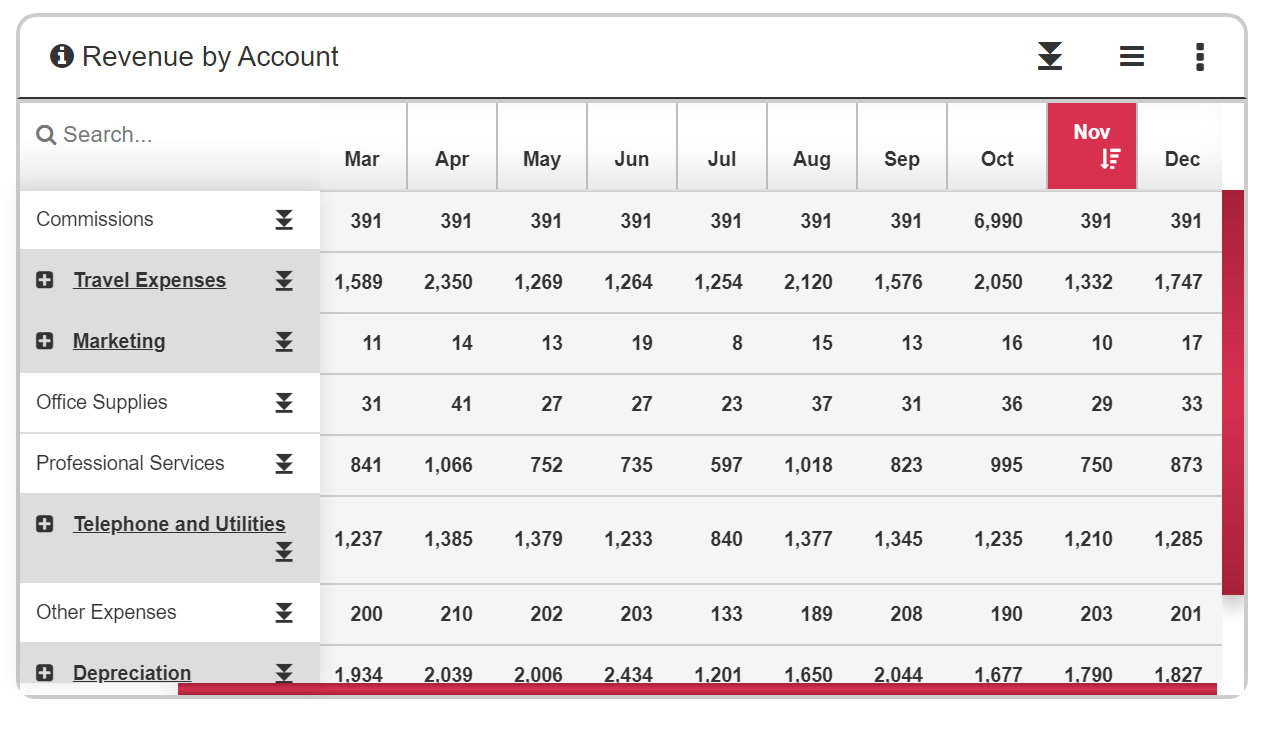 Revenue by Account
Search...
Mar Apr May Jun Jul Aug Sep Oct Nov Dec
Commissions 391 391 391 391 391 391 391 6,990 391 391
Travel Expenses 1,589 2,350 1,269 1,264 1,254 2,120 1,576 2,050 1,332 1,747
Marketing 11 14 13 19 8 15 13 16 10 17
Office Supplies 31 41 27 27 23 37 31 36 29 33
Professional Services 841 1,066 752 735 597 1,018 823 995 750 873
Telephone and Utilities 1,237 1,385 1,379 1,233 840 1,377 1,345 1,235 1,210 1,285
Other Expenses 200 210 202 203 133 189 208 190 203 201
Depreciation 1,934 2,039 2,006 2,434 1,201 1,650 2,044 1,677 1,790 1,827